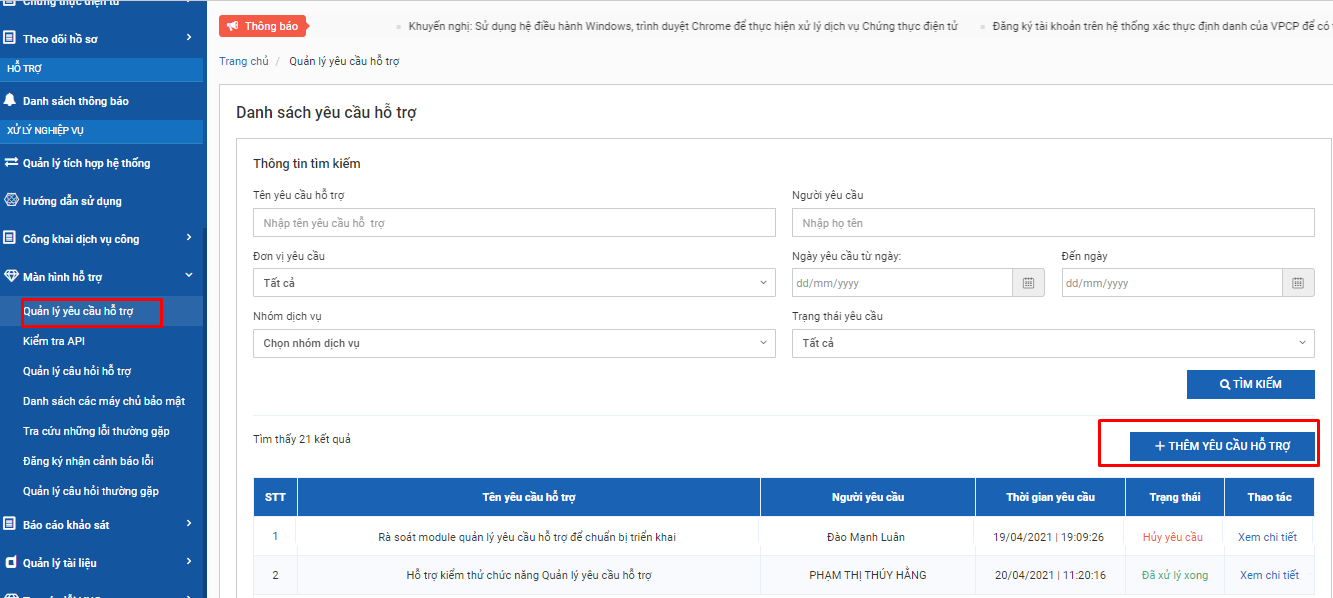 Chứng thực điện tử
Theo dõi hồ sơ
HỖ TRỢ
Danh sách thông báo
XỬ LÝ NGHIỆP VỤ
Quản lý tích hợp hệ thống
Hướng dẫn sử dụng
Công khai dịch vụ công
Màn hình hỗ trợ
Quản lý yêu cầu hỗ trợ
Kiểm tra API
Quản lý câu hỏi hỗ trợ
Danh sách các máy chủ bảo mật
Tra cứu những lỗi thường gặp
Đăng ký nhận cảnh báo lỗi
Quản lý câu hỏi thường gặp
Báo cáo khảo sát
Quản lý tài liệu
Thông báo
Khuyến nghị: Sử dụng hệ điều hành Windows, trình duyệt Chrome để thực hiện xử lý dịch vụ Chứng thực điện tử
Đăng ký tài khoản trên hệ thống xác thực định danh của VPCP để có
Trang chủ / Quản lý yêu cầu hỗ trợ
Danh sách yêu cầu hỗ trợ
Thông tin tìm kiếm
Tên yêu cầu hỗ trợ
Nhập tên yêu cầu hỗ trợ
Người yêu cầu
Nhập họ tên
Đơn vị yêu cầu
Tất cả
Ngày yêu cầu từ ngày:
dd/mm/yyyy
Đến ngày
dd/mm/yyyy
Nhóm dịch vụ
Chọn nhóm dịch vụ
Trạng thái yêu cầu
Tất cả
TÌM KIẾM
Tìm thấy 21 kết quả
+ THÊM YÊU CẦU HỖ TRỢ
STT Tên yêu cầu hỗ trợ Người yêu cầu Thời gian yêu cầu Trạng thái Thao tác
1 Rà soát module quản lý yêu cầu hỗ trợ để chuẩn bị triển khai Đào Mạnh Luân 19/04/2021 | 19:09:26 Hủy yêu cầu Xem chi tiết
2 Hỗ trợ kiểm thử chức năng Quản lý yêu cầu hỗ trợ PHẠM THỊ THÚY HẰNG 20/04/2021 | 11:20:16 Đã xử lý xong Xem chi tiết